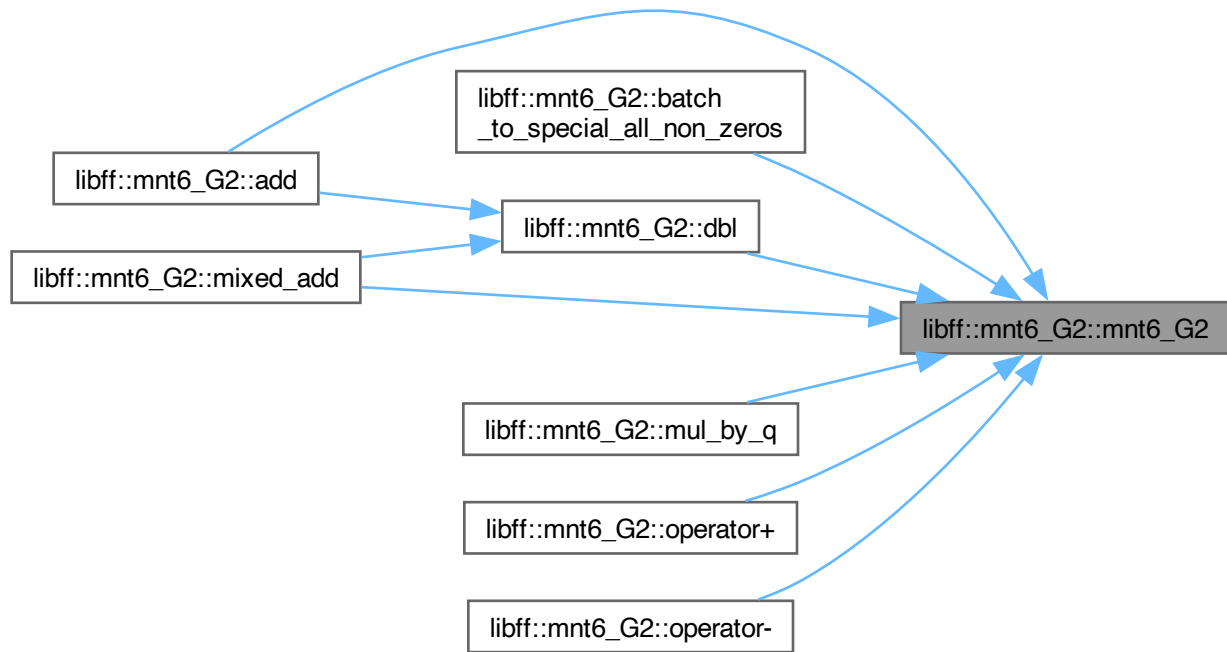 libff::mnt6_G2::batch
_to_special_all_non_zeros
libff::mnt6_G2::add
libff::mnt6_G2::dbl
libff::mnt6_G2::mixed_add
libff::mnt6_G2::mnt6_G2
libff::mnt6_G2::mul_by_q
libff::mnt6_G2::operator+
libff::mnt6_G2::operator-